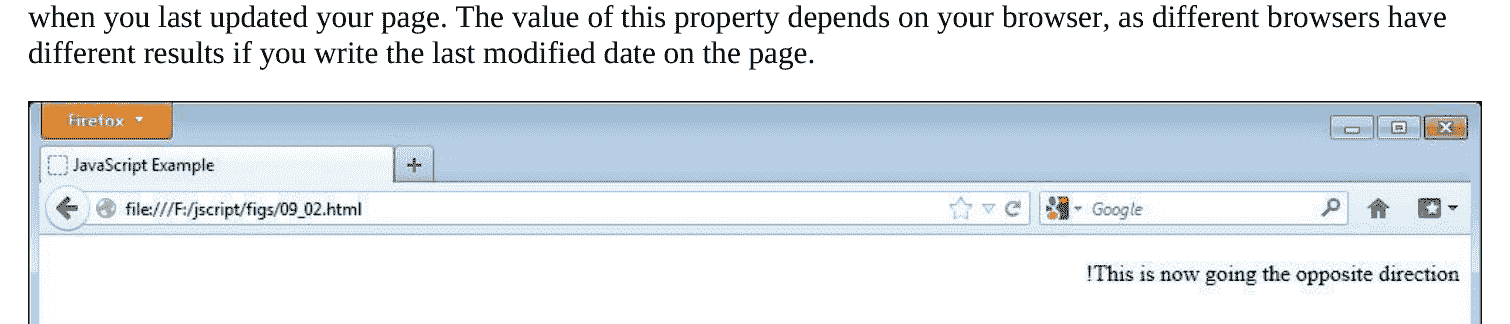 when you last updated your page. The value of this property depends on your browser, as different browsers have
different results if you write the last modified date on the page.
Firefox
JavaScript Example
file:///F:/jscript/figs/09_02.html
Google
!This is now going the opposite direction